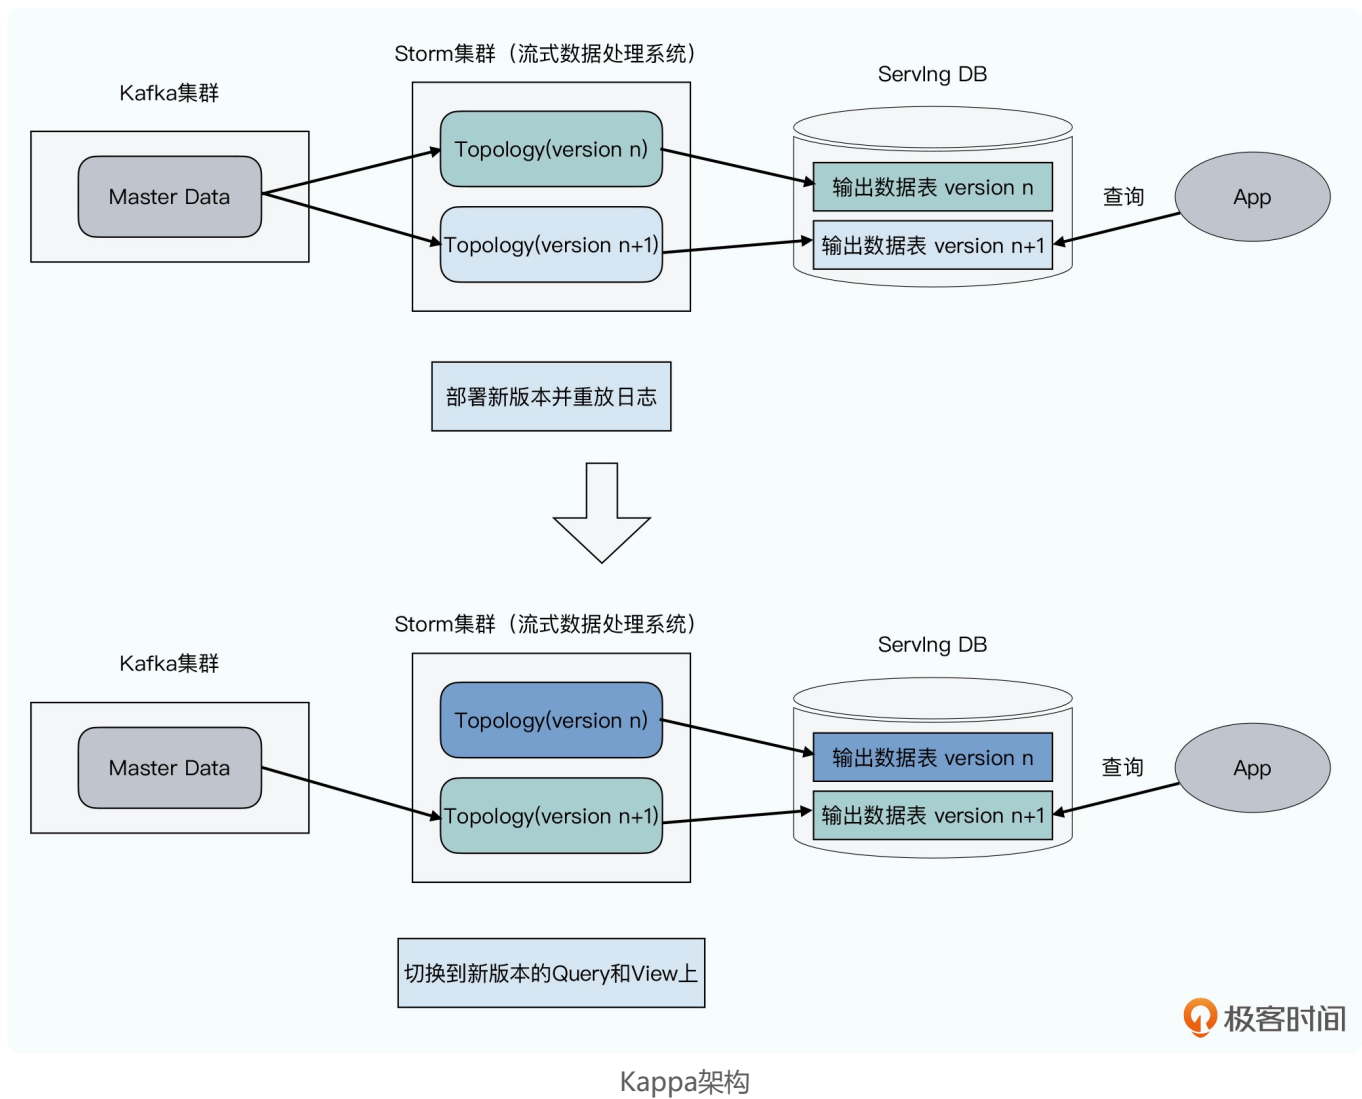 Storm集群（流式数据处理系统）
ServIng DB
Kafka集群
Topology(version n)
Master Data
输出数据表 version n
查询
App
Topology(version n+1)
输出数据表 version n+1
部署新版本并重放日志
Storm集群（流式数据处理系统）
ServIng DB
Kafka集群
Topology(version n)
Master Data
输出数据表 version n
查询
App
Topology(version n+1)
输出数据表 version n+1
切换到新版本的Query和View上
极客时间
Kappa架构